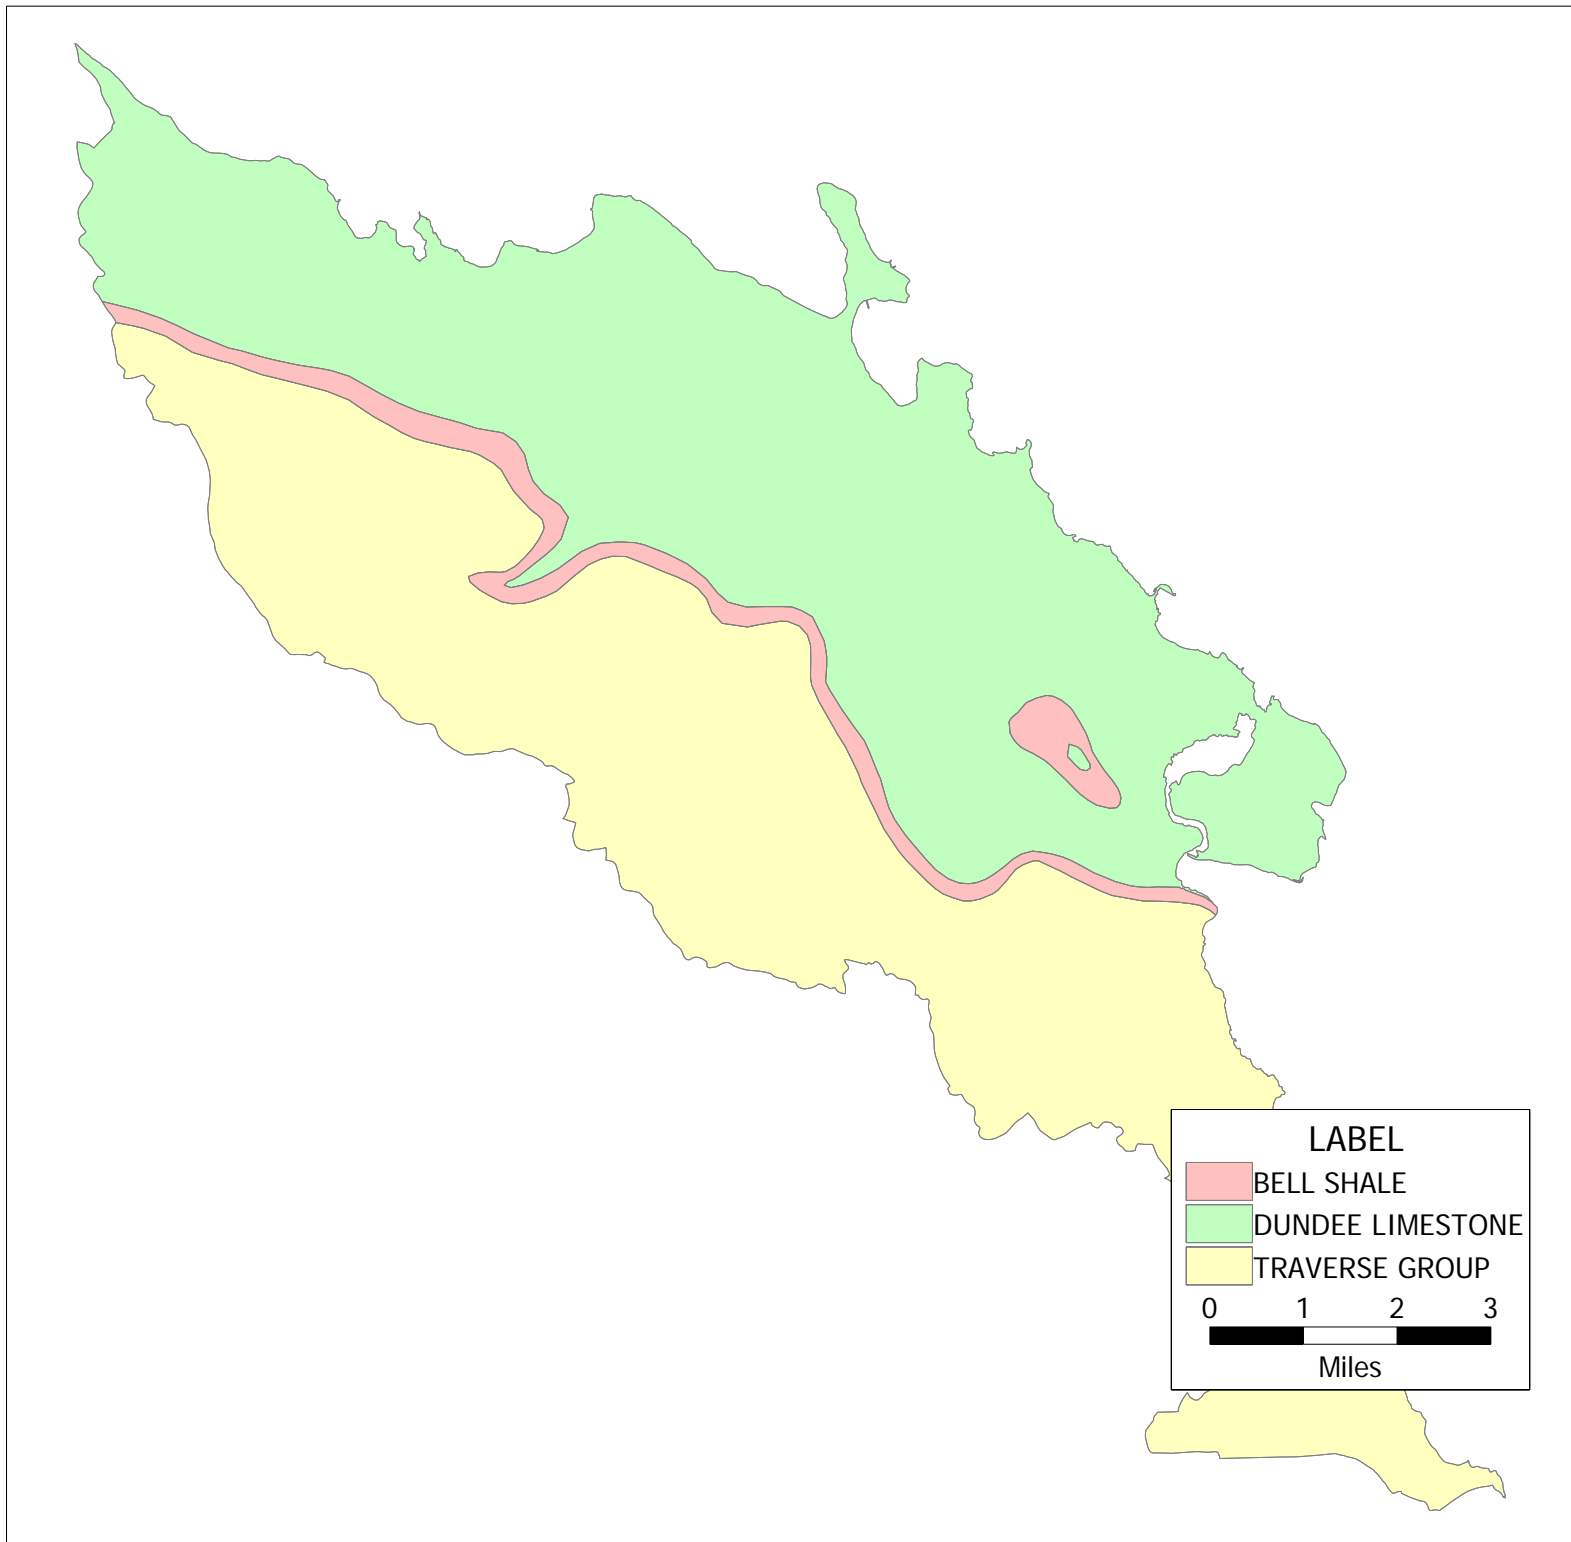 LABEL
BELL SHALE
DUNDEE LIMESTONE
TRAVERSE GROUP
0 1 2 3
Miles